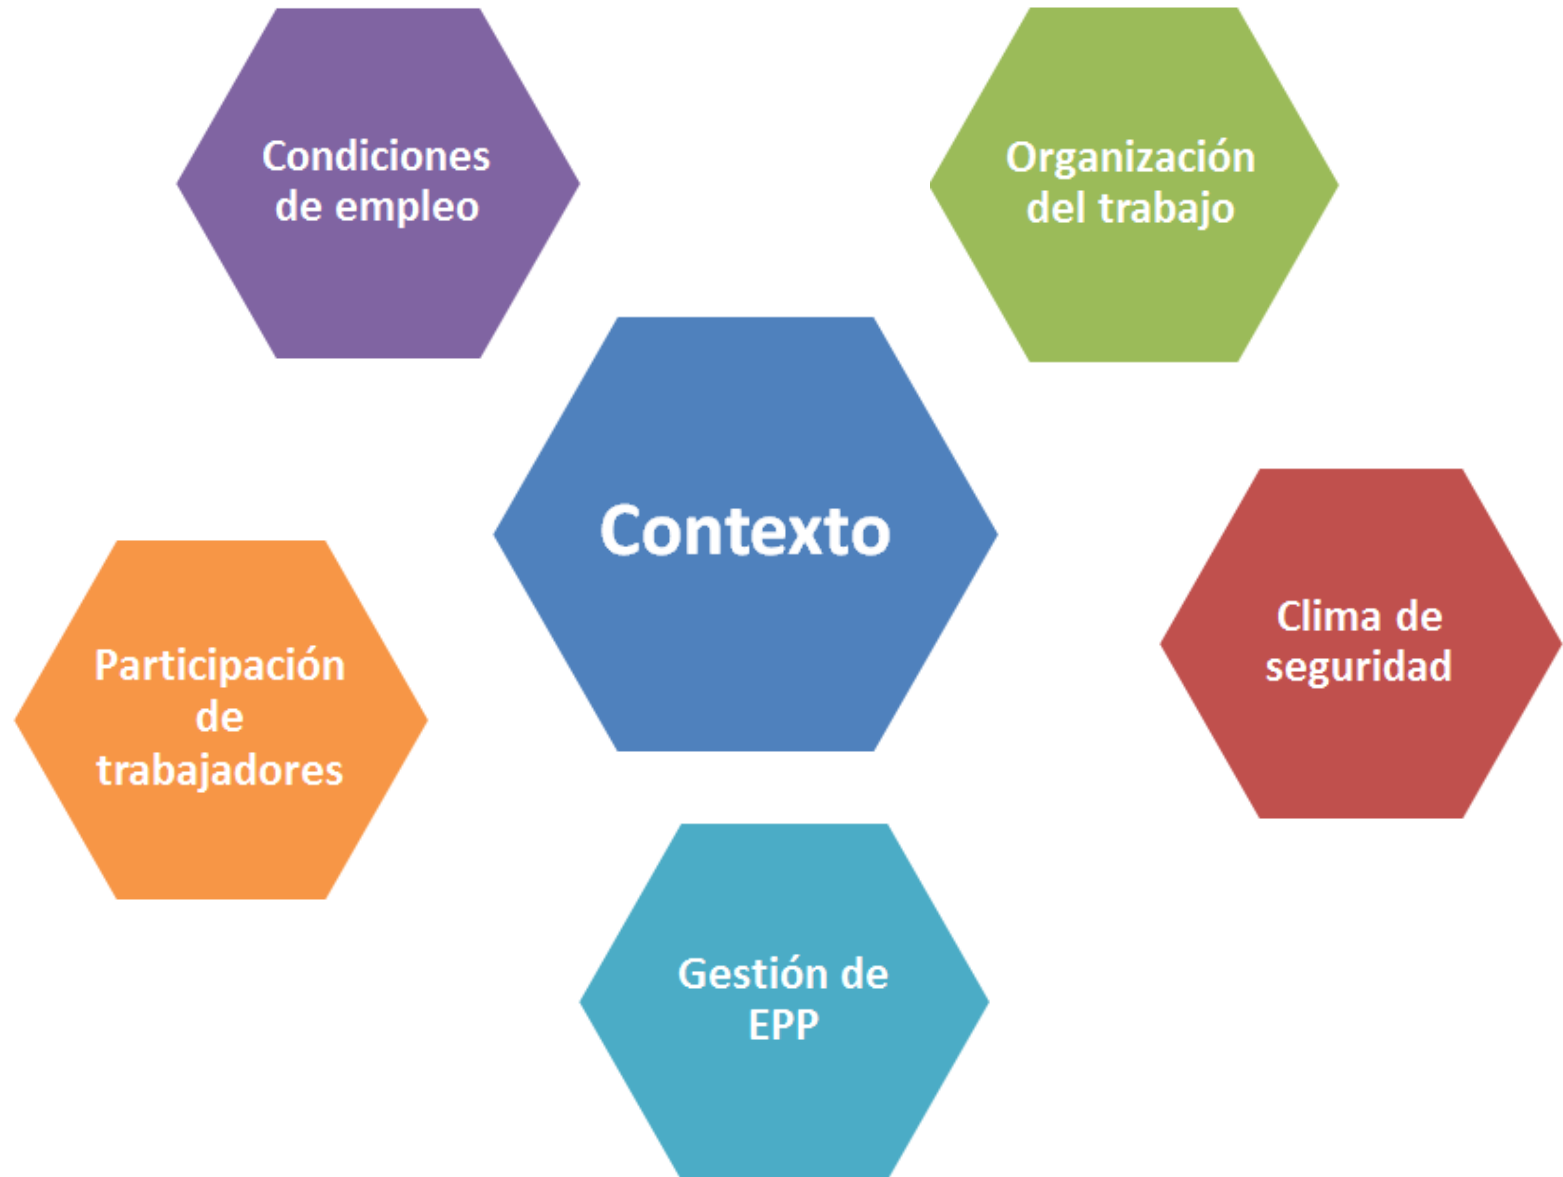 Condiciones
de empleo
Organización
del trabajo
Contexto
Clima de
seguridad
Participación
de
trabajadores
Gestión de
EPP